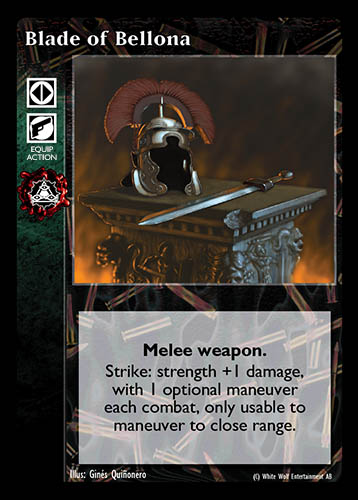 Blade of Bellona
EQUIP
ACTION
Melee weapon.
Strike: strength +1 damage,
with 1 optional maneuver
each combat, only usable to
maneuver to close range.
Illus: Ginés Quiñonero
(C) White Wolf Entertainment AB